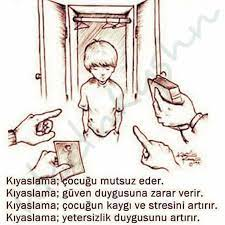 Kıyaslama; çocuğu mutsuz eder.
Kıyaslama; güven duygusuna zarar verir.
Kıyaslama; çocuğun kaygı ve stresini artırır.
Kıyaslama; yetersizlik duygusunu artırır.